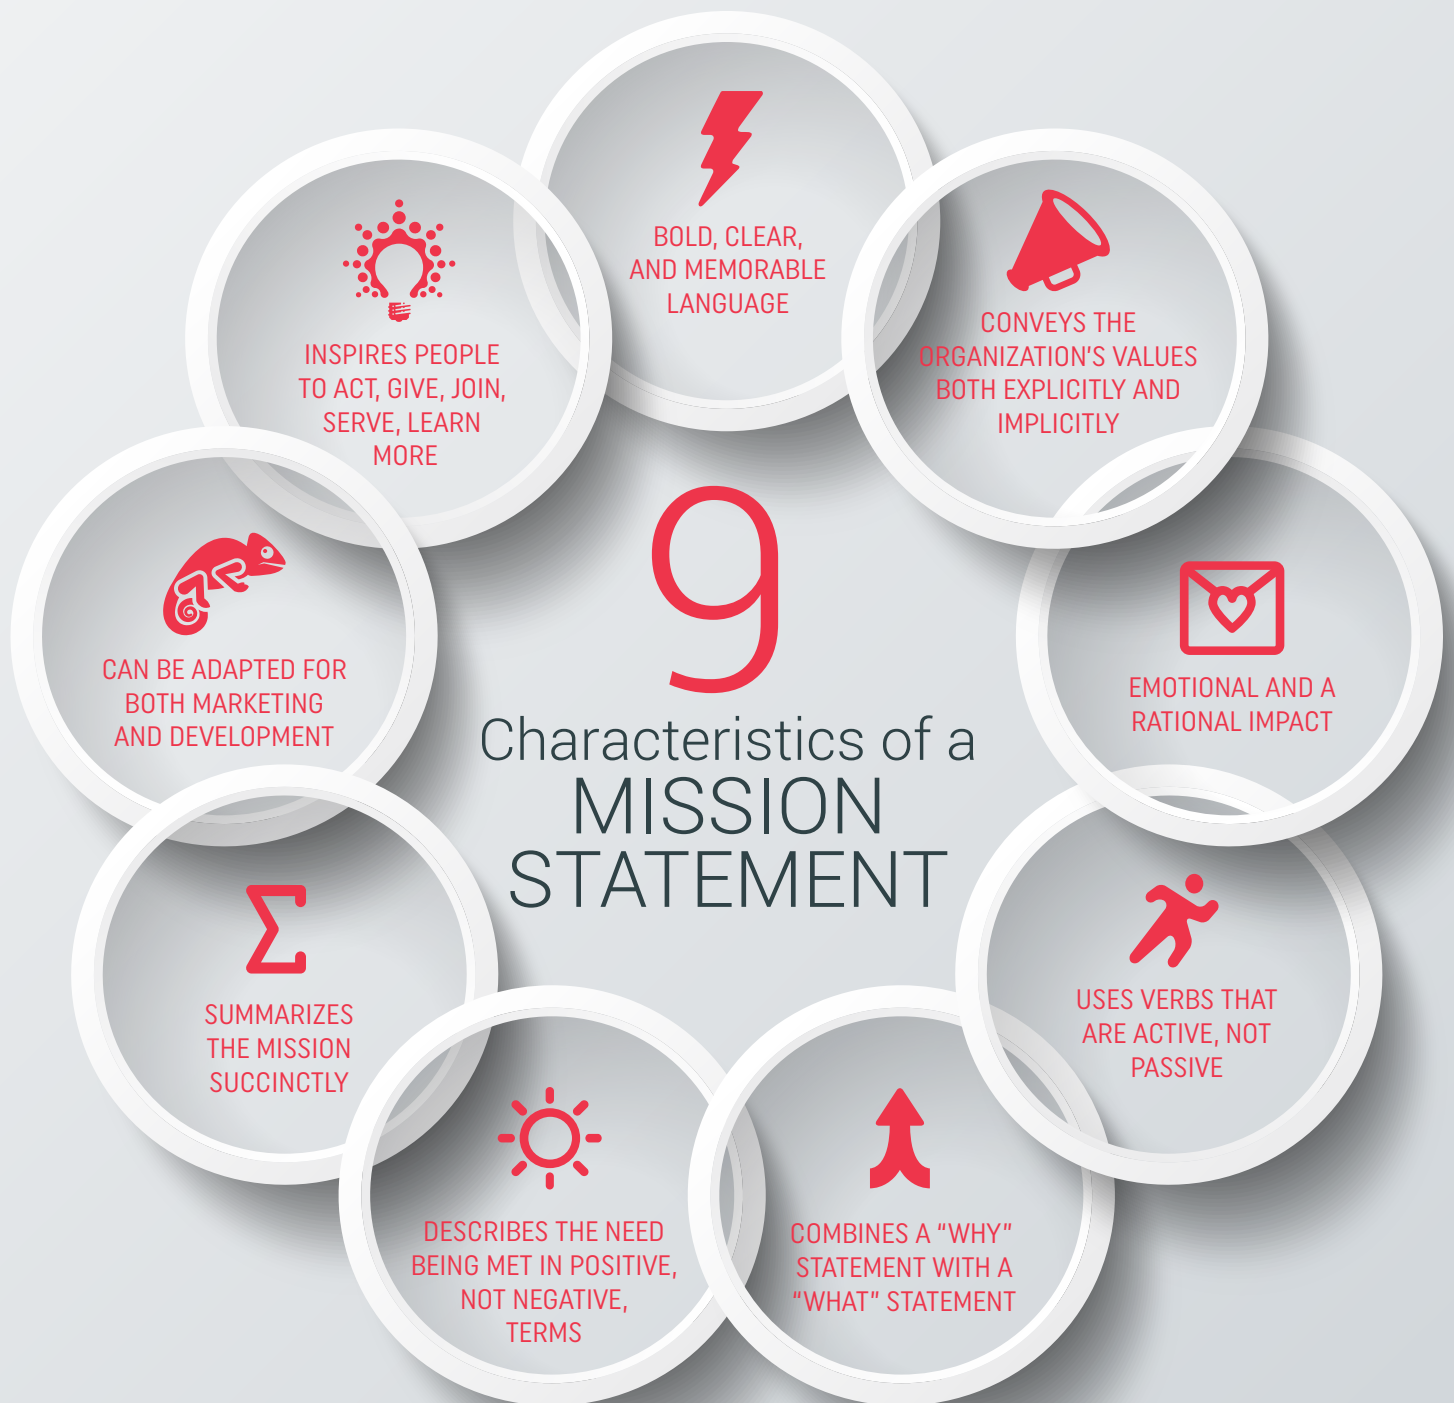 BOLD, CLEAR,
AND MEMORABLE
LANGUAGE
CONVEYS THE
ORGANIZATION'S VALUES
BOTH EXPLICITLY AND
IMPLICITLY
EMOTIONAL AND A
RATIONAL IMPACT
USES VERBS THAT
ARE ACTIVE, NOT
PASSIVE
COMBINES A “WHY”
STATEMENT WITH A
“WHAT” STATEMENT
DESCRIBES THE NEED
BEING MET IN POSITIVE,
NOT NEGATIVE,
TERMS
SUMMARIZES
THE MISSION
SUCCINCTLY
CAN BE ADAPTED FOR
BOTH MARKETING
AND DEVELOPMENT
INSPIRES PEOPLE
TO ACT, GIVE, JOIN,
SERVE, LEARN
MORE
9
Characteristics of a
MISSION
STATEMENT